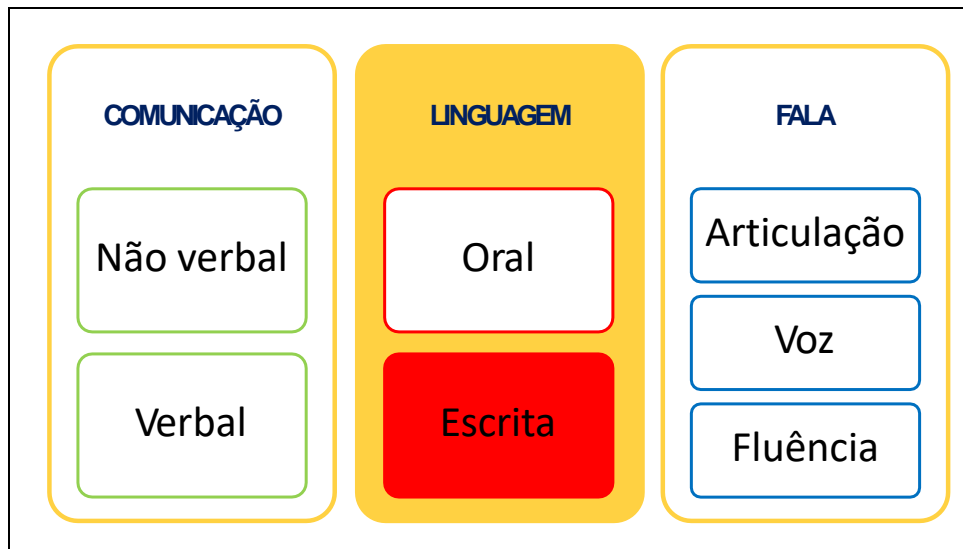 COMUNICAÇÃO
Não verbal
Verbal
LINGUAGEM
Oral
Escrita
FALA
Articulação
Voz
Fluência